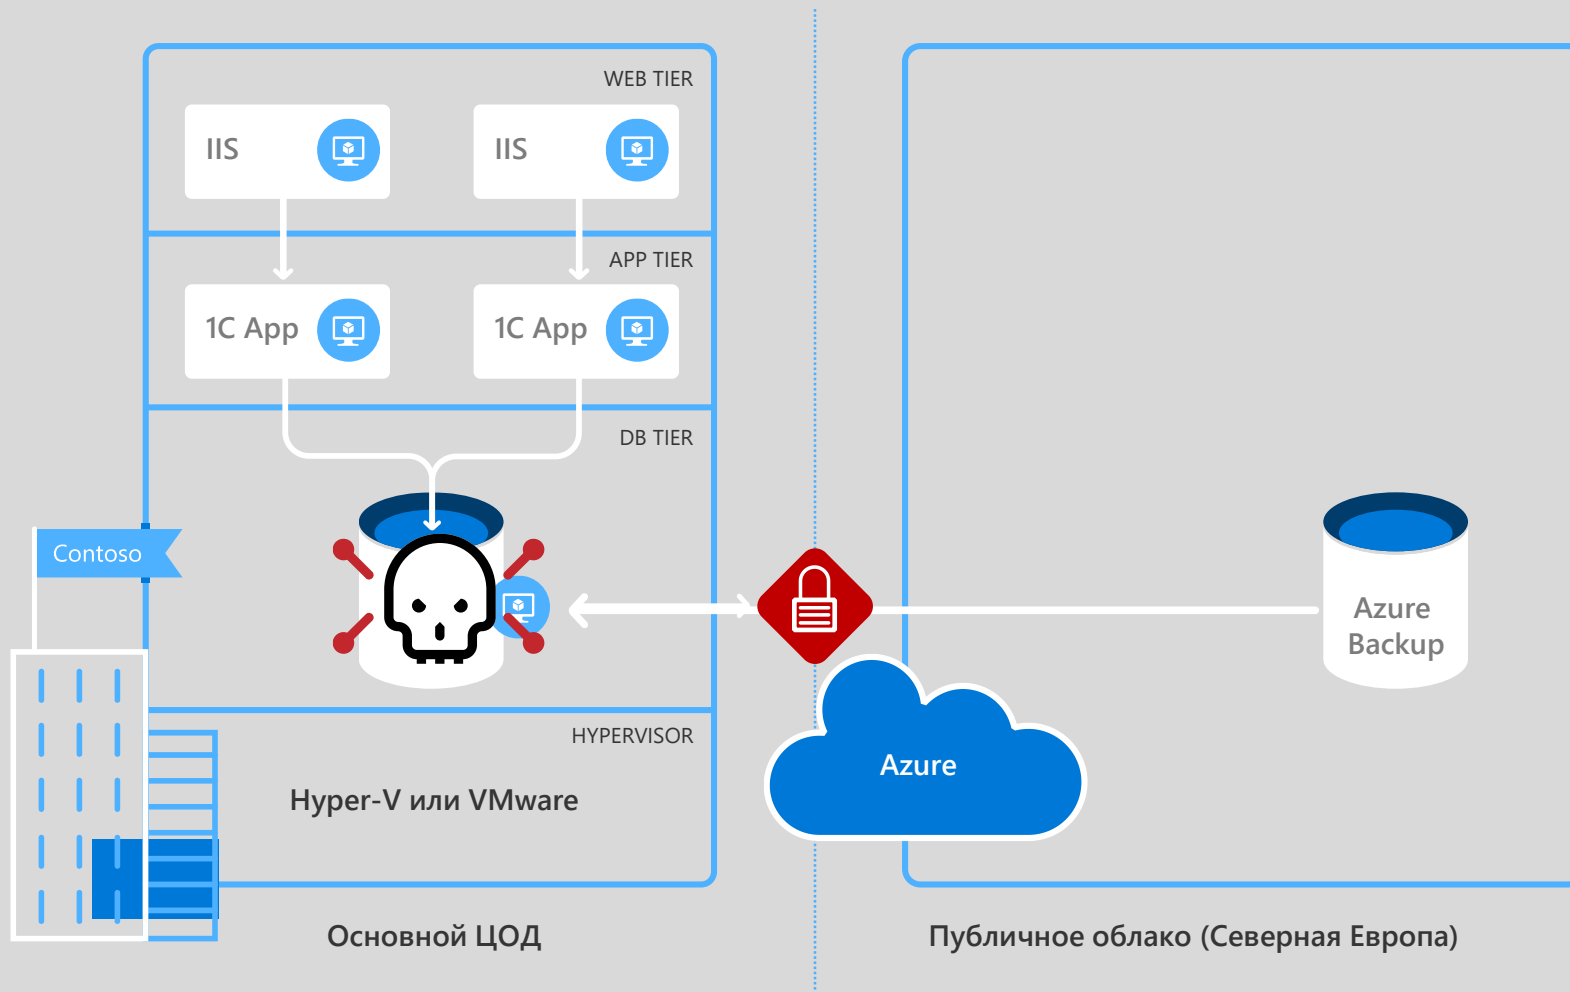 WEB TIER
IIS
IIS
APP TIER
1C App
1C App
DB TIER
Contoso
Azure
Backup
HYPERVISOR
Azure
Hyper-V или VMware
Основной ЦОД
Публичное облако (Северная Европа)